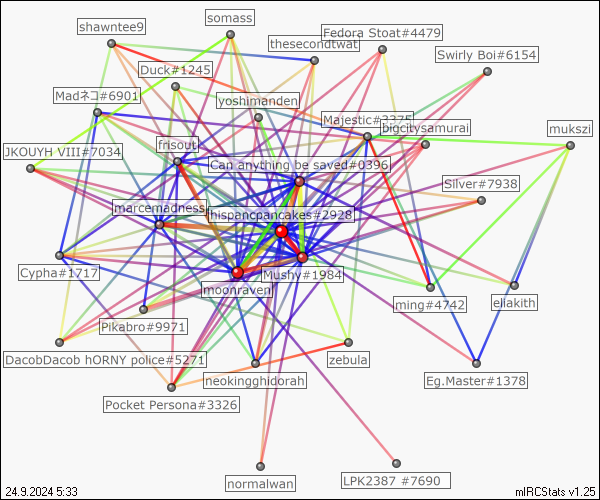 shawntee9
somass
Fedora Stoat#4479
thesecondtwat
Swirly Boi#6154
Duck#1245
Madネコ#6901
yoshimanden
Majestic#3375
bigcitysamurai
mukszi
JKOUYH VIII#7034
frisout
Can anything be saved#0396
Silver#7938
marcemadness
hispancpancakes#2928
Cypha#1717
Mushy#1984
moonraven
ming#4742
eliakith
Pikabro#9971
DacobDacob hORNY police#5271
zebula
neokingghidorah
Eg.Master#1378
Pocket Persona#3326
normalwan
LPK2387 #7690
24.9.2024 5:33
mIRCStats v1.25